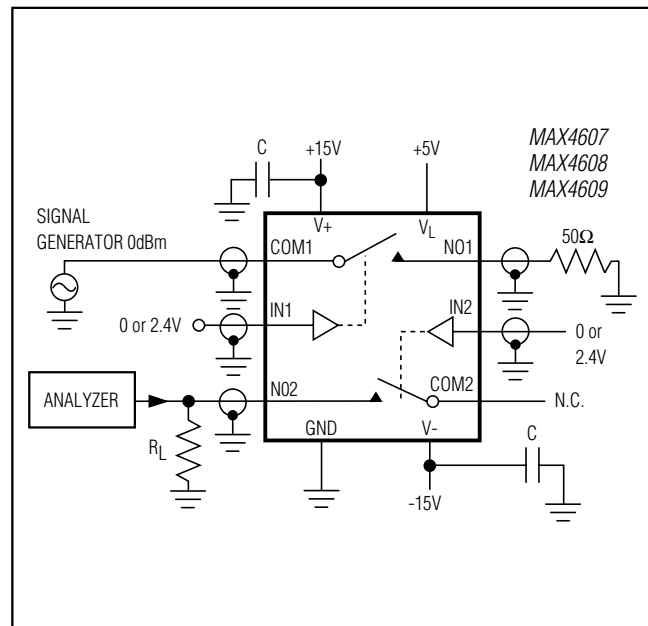 MAX4607
MAX4608
MAX4609
C
+15V
+5V
V+
VL
SIGNAL
GENERATOR 0dBm
COM1
NO1
50Ω
IN1
IN2
0 or 2.4V
0 or
2.4V
ANALYZER
N02
COM2
N.C.
RL
GND
V-
C
-15V